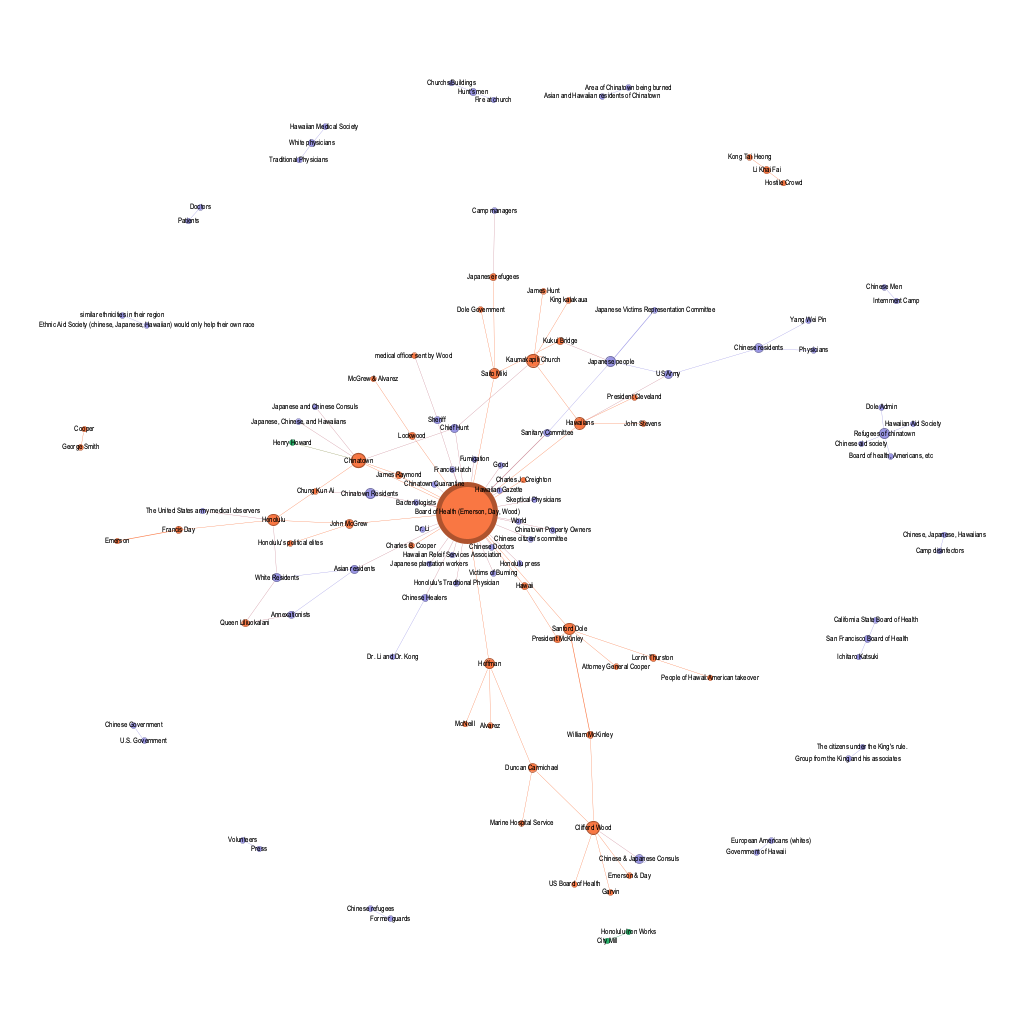 Churchs Buildings
Hunt's men
Fire at church
Area of Chinatown being burned
Asian and Hawaiian residents of Chinatown
Hawaiian Medical Society
White physicians
Traditional Physicians
Kong Tai Heong
Li Khai Fai
Hostile Crowd
Doctors
Patients
Camp managers
Japanese refugees
Chinese Men
Internment Camp
James Hunt
King kalakaua
Dole Government
Japanese Victims Representation Committee
similar ethnicities in their region
Ethnic Aid Society (chinese, Japanese, Hawaiian) would only help their own race
Yang Wei Pin
Kuku Bridge
Chinese residents
Physicians
medical officer sent by Wood
Kaumakapili Church
Japanese people
Sato Miki
US Army
McGrew & Alvarez
President Cleveland
Japanese and Chinese Consuls
Dole Admin
Sheriff
Japanese, Chinese, and Hawaiians
Hawaiians
John Stevens
Hawaiian Aid Society
Cooper
Chief Hunt
Lockwood
Sanitary Committee
Refugees of chinatown
Henry Howard
Chinese aid society
George Smith
Board of health, Americans, etc
Chinatown
Fumigation
Good
Francis Hatch
James Raymond
Charles J. Creighton
Chinatown Quarantine
Chung Kun Ai
Chinatown Residents
Hawaiian Gazette
Skeptical Physicians
Bacteriologists
The United States army medical observers
Board of Health (Emerson, Day, Wood)
Honolulu
World
John McGrew
Francis Day
Dr. Li
Chinatown Property Owners
Emerson
Chinese citizen's committee
Chinese, Japanese, Hawaiians
Honolulu's political elites
Charles B. Cooper
Chinese Doctors
Camp disinfectors
Hawaiian Releif Services Association
Japanese plantation workers
Honolulu press
Asian residents
Victims of Burning
White Residents
Honolulu's Traditional Physician
Hawaii
Chinese Healers
Annexationists
Queen Liliuokalani
California State Board of Health
Sanford Dole
President McKinley
San Francisco Board of Health
Dr. Li and Dr. Kong
Ichitaro Katsuki
Lorrin Thurston
Heffman
Attorney General Cooper
People of Hawaii: American takeover
McNeill
Alvarez
Chinese Government
William McKinley
U.S. Government
The citizens under the King's rule.
Group from the King and his associates
Duncan Carmichael
Marine Hospital Service
Clifford Wood
Volunteers
Press
European Americans (whites)
Government of Hawaii
Chinese & Japanese Consuls
Emerson & Day
US Board of Health
Garvin
Chinese refugees
Former guards
Honolulu Iron Works
City Mill